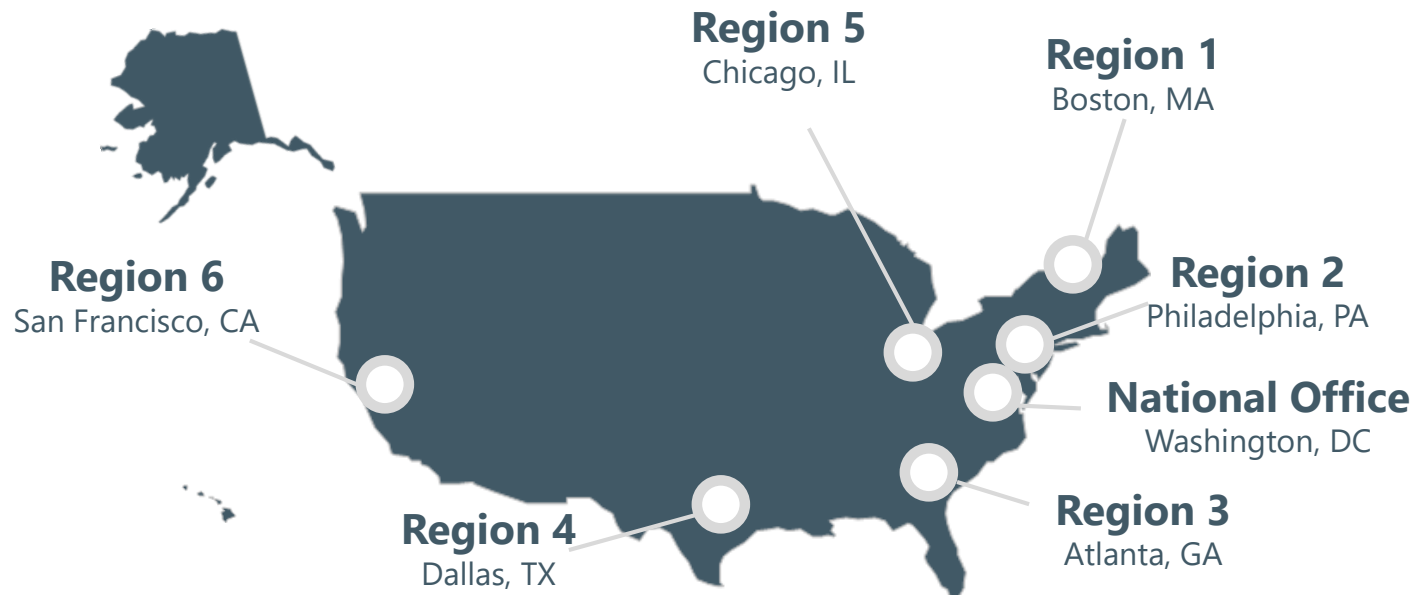 Region 5
Chicago, IL
Region 1
Boston, MA
Region 6
San Francisco, CA
Region 2
Philadelphia, PA
National Office
Washington, DC
Region 4
Dallas, TX
Region 3
Atlanta, GA